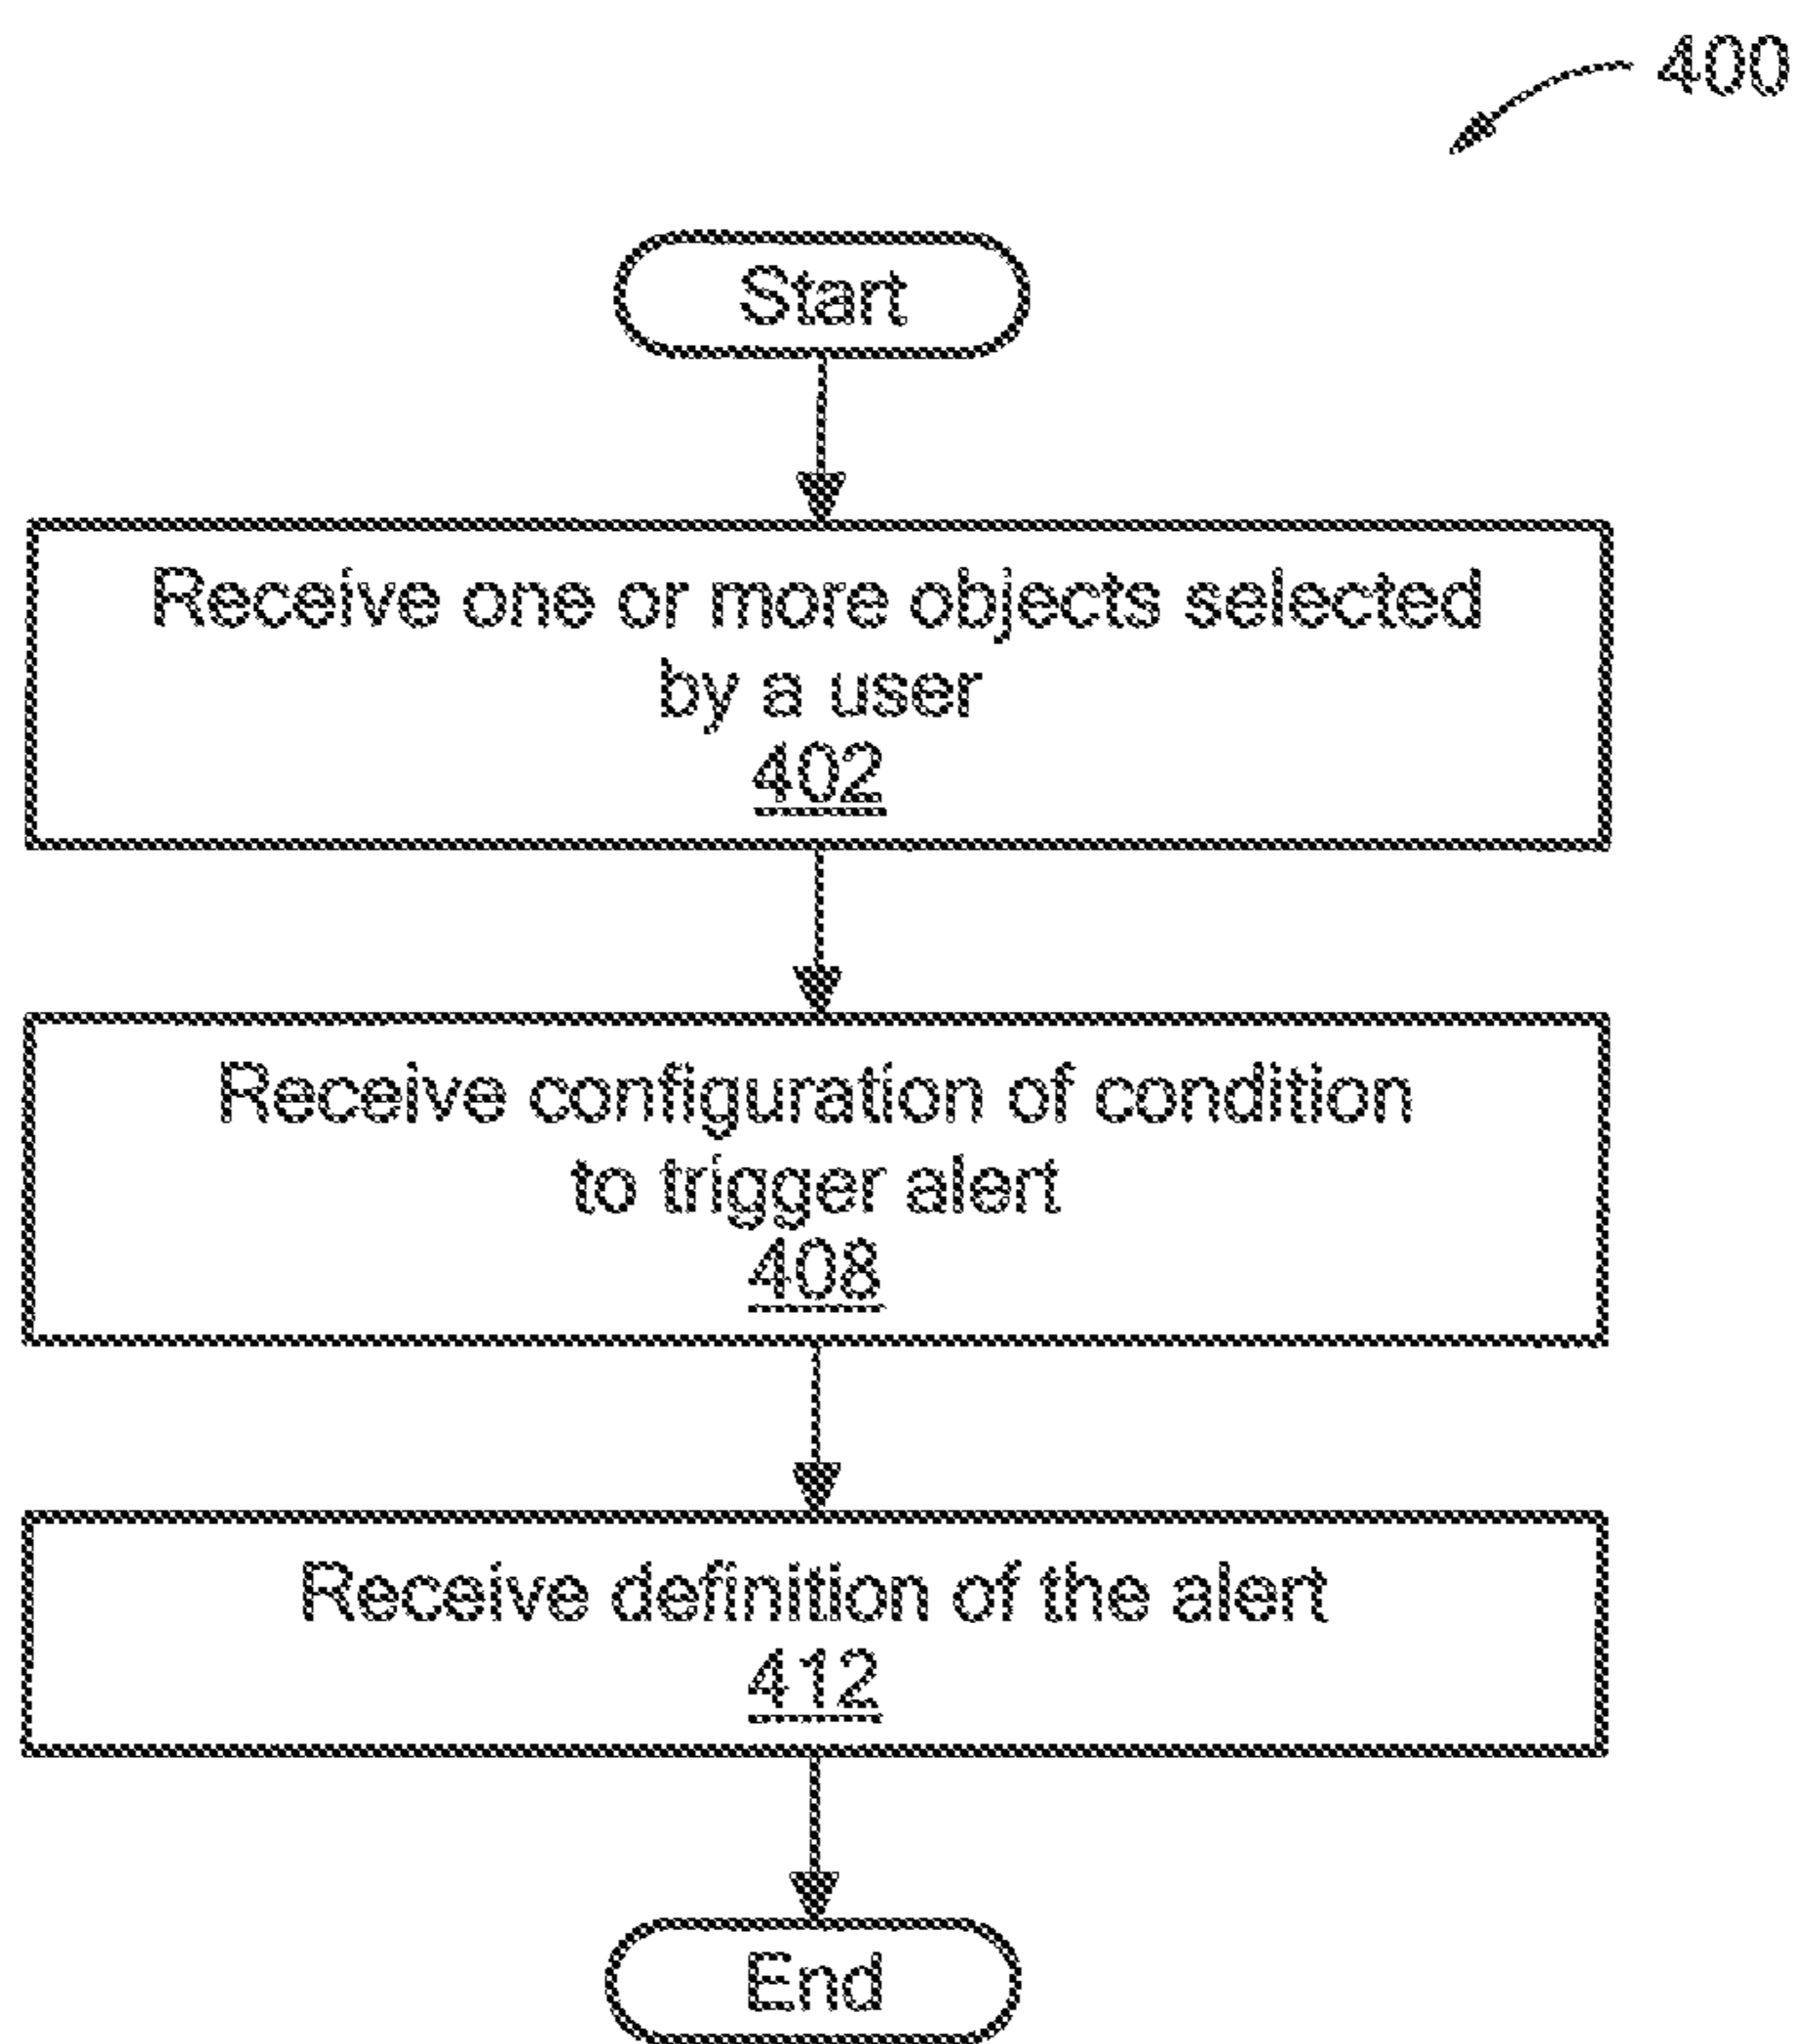 400
Start
Receive one or more objects selected
by a user
402
Receive configuration of condition
to trigger alert
408
Receive definition of the alert
412
End